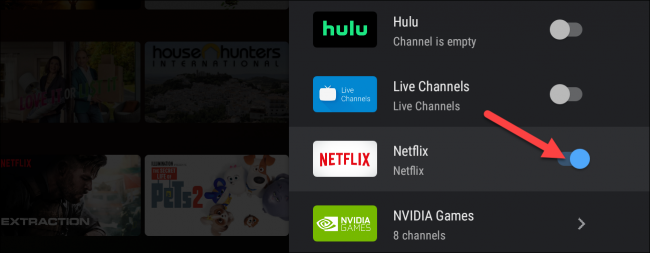 hulu
Hulu
Channel is empty
house hunters
INTERNATIONAL
Live
Channels
Live Channels
Live Channels
NETFLIX
Netflix
Netflix
NETFLIX
EXTRACTION
PETS 2
NVIDIA
GAMES
NVIDIA Games
8 channels